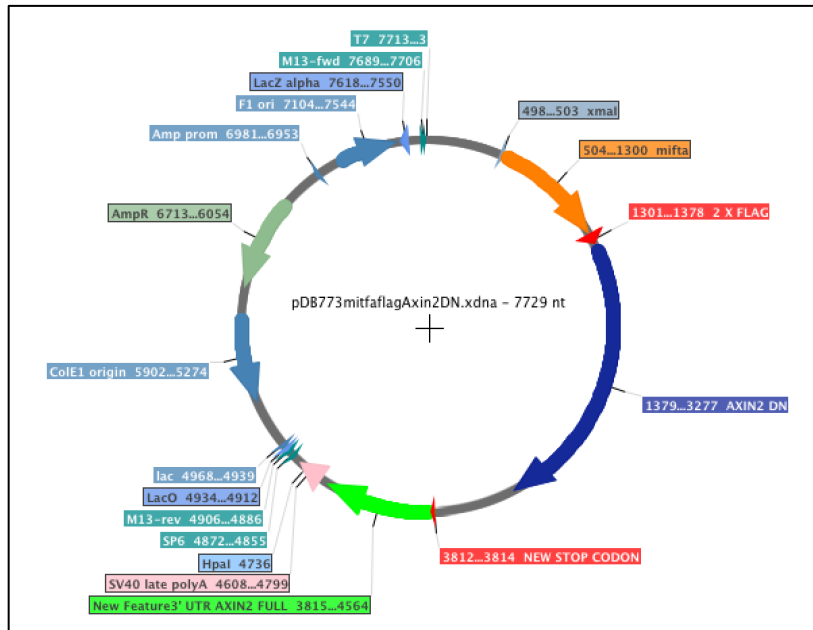 T7 7713...3
M13-fwd 7689...7706
LacZ alpha 7618...7550
F1 ori 7104...7544
Amp prom 6981...6953
498...503 xmaI
504...1300 mifta
AmpR 6713...6054
1301...1378 2 X FLAG
pDB773mitfaflagAxin2DN.xdna - 7729 nt
ColE1 origin 5902...5274
1379...3277 AXIN2 DN
lac 4968...4939
LacO 4934...4912
M13-rev 4906...4886
SP6 4872...4855
HpaI 4736
3812...3814 NEW STOP CODON
SV40 late polyA 4608...4799
New Feature3' UTR AXIN2 FULL 3815...4564